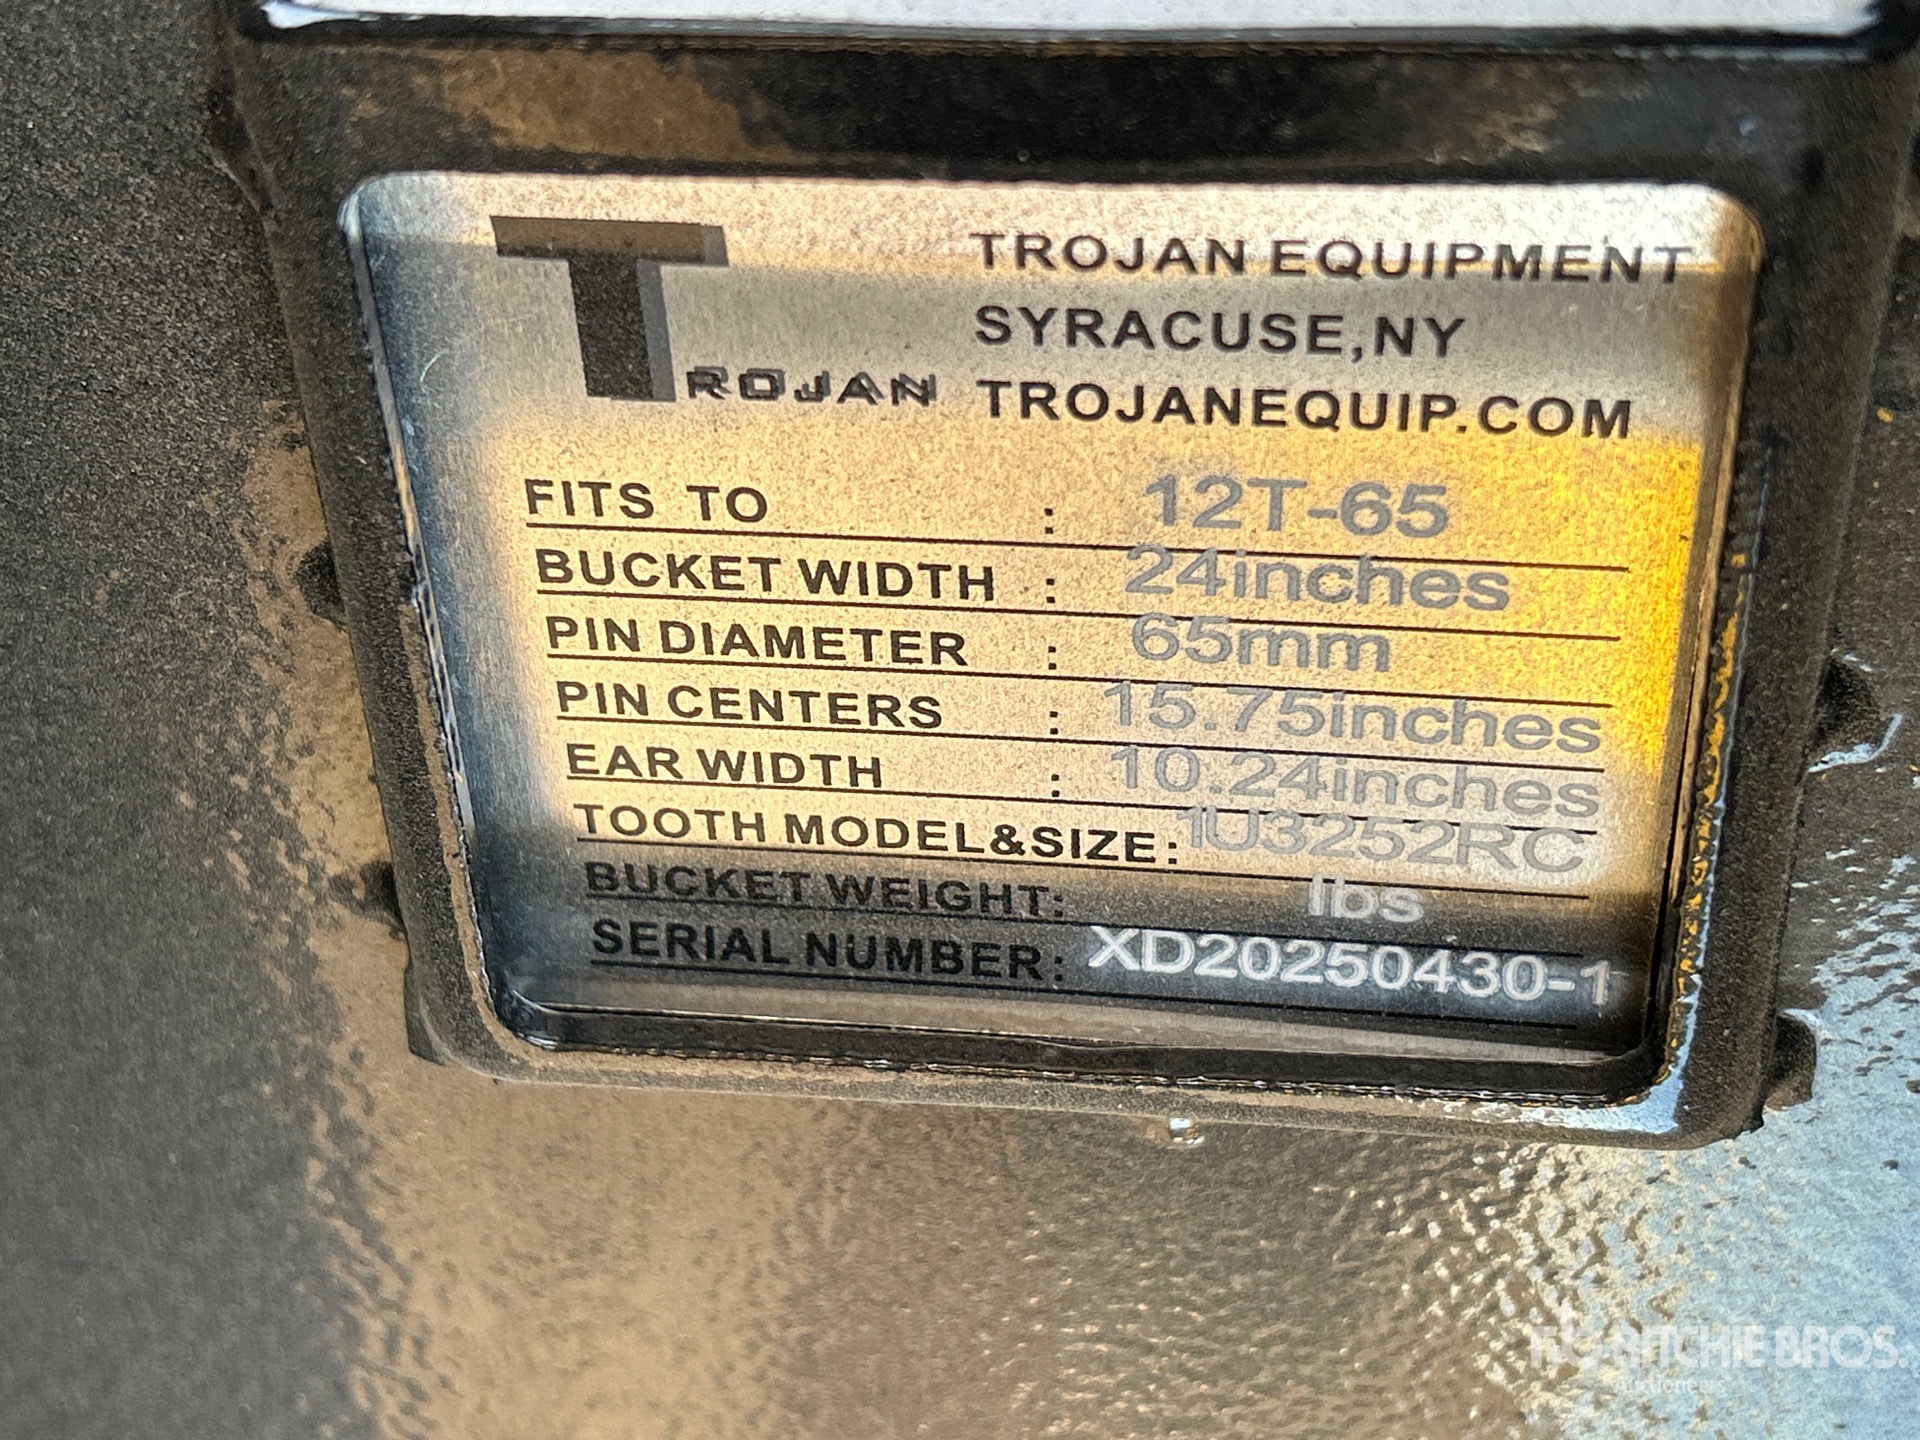 TROJAN
TROJAN EQUIPMENT
SYRACUSE,NY
TROJANEQUIP.COM
FITS TO : 12T-65
BUCKET WIDTH : 24inches
PIN DIAMETER : 65mm
PIN CENTERS : 15.75inches
EAR WIDTH : 10.24inches
TOOTH MODEL&SIZE: 1U3252RC
BUCKET WEIGHT: lbs
SERIAL NUMBER: XD20250430-1
RITCHIE BROS.
Auctioneers